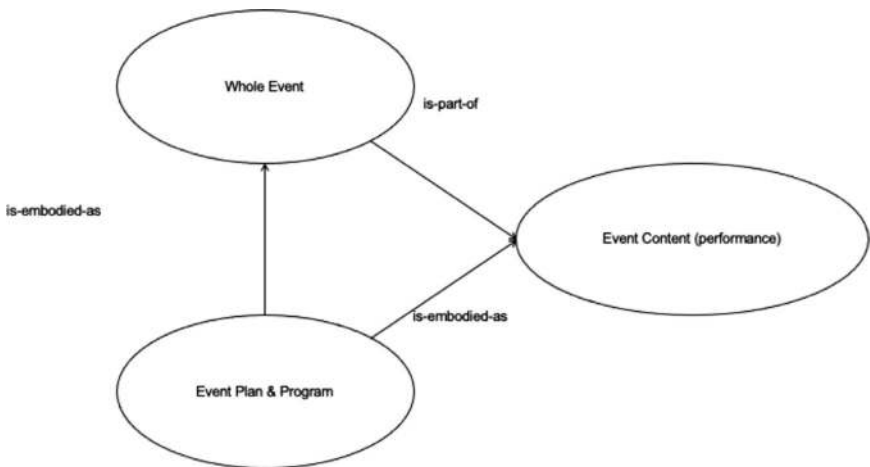 Whole Event
is-part-of
is-embodied-as
Event Content (performance)
is-embodied-as
Event Plan & Program